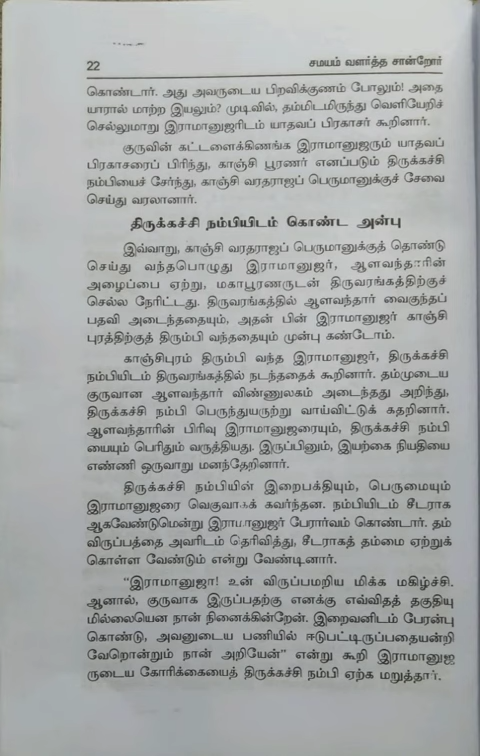 22
சமயம் வளர்த்த சான்றோர்
கொண்டார். அது அவருடைய பிறவிக்குணம் போலும்! அதை
யாரால் மாற்ற இயலும்? முடிவில், தம்மிடமிருந்து வெளியேறிச்
செல்லுமாறு இராமானுஜரிடம் யாதவப் பிரகாசர் கூறினார்.
குருவின் கட்டளைக்கிணங்க இராமானுஜரும் யாதவப்
பிரகாசரைப் பிரிந்து, காஞ்சி பூரணர் எனப்படும் திருக்கச்சி
நம்பியைச் சேர்ந்து, காஞ்சி வரதராஜப் பெருமானுக்குச் சேவை
செய்து வரலானார்.
திருக்கச்சி நம்பியிடம் கொண்ட அன்பு
இவ்வாறு, காஞ்சி வரதராஜப் பெருமானுக்குத் தொண்டு
செய்து வந்தபொழுது இராமானுஜர், ஆளவந்தாரின்
அழைப்பை ஏற்று, மகாபூரணருடன் திருவரங்கத்திற்குச்
செல்ல நேரிட்டது. திருவரங்கத்தில் ஆளவந்தார் வைகுந்தப்
பதவி அடைந்ததையும், அதன் பின் இராமானுஜர் காஞ்சி
புரத்திற்குத் திரும்பி வந்ததையும் முன்பு கண்டோம்.
காஞ்சிபுரம் திரும்பி வந்த இராமானுஜர், திருக்கச்சி
நம்பியிடம் திருவரங்கத்தில் நடந்ததைக் கூறினார். தம்முடைய
குருவான ஆளவந்தார் விண்ணுலகம் அடைந்தது அறிந்து,
திருக்கச்சி நம்பி பெருந்துயருற்று வாய்விட்டுக் கதறினார்.
ஆளவந்தாரின் பிரிவு இராமானுஜரையும், திருக்கச்சி நம்பி
யையும் பெரிதும் வருத்தியது. இருப்பினும், இயற்கை நியதியை
எண்ணி ஒருவாறு மனந்தேறினார்.
திருக்கச்சி நம்பியின் இறைபக்தியும், பெருமையும்
இராமானுஜரை வெகுவாகக் கவர்ந்தன. நம்பியிடம் சீடராக
ஆகவேண்டுமென்று இராமானுஜர் பேரார்வம் கொண்டார். தம்
விருப்பத்தை அவரிடம் தெரிவித்து, சீடராகத் தம்மை ஏற்றுக்
கொள்ள வேண்டும் என்று வேண்டினார்.
“இராமானுஜா! உன் விருப்பமறிய மிக்க மகிழ்ச்சி.
ஆனால், குருவாக இருப்பதற்கு எனக்கு எவ்விதத் தகுதியு
மில்லையென நான் நினைக்கின்றேன். இறைவனிடம் பேரன்பு
கொண்டு, அவனுடைய பணியில் ஈடுபட்டிருப்பதையன்றி
வேறொன்றும் நான் அறியேன்” என்று கூறி இராமானுஜ
ருடைய கோரிக்கையைத் திருக்கச்சி நம்பி ஏற்க மறுத்தார்.